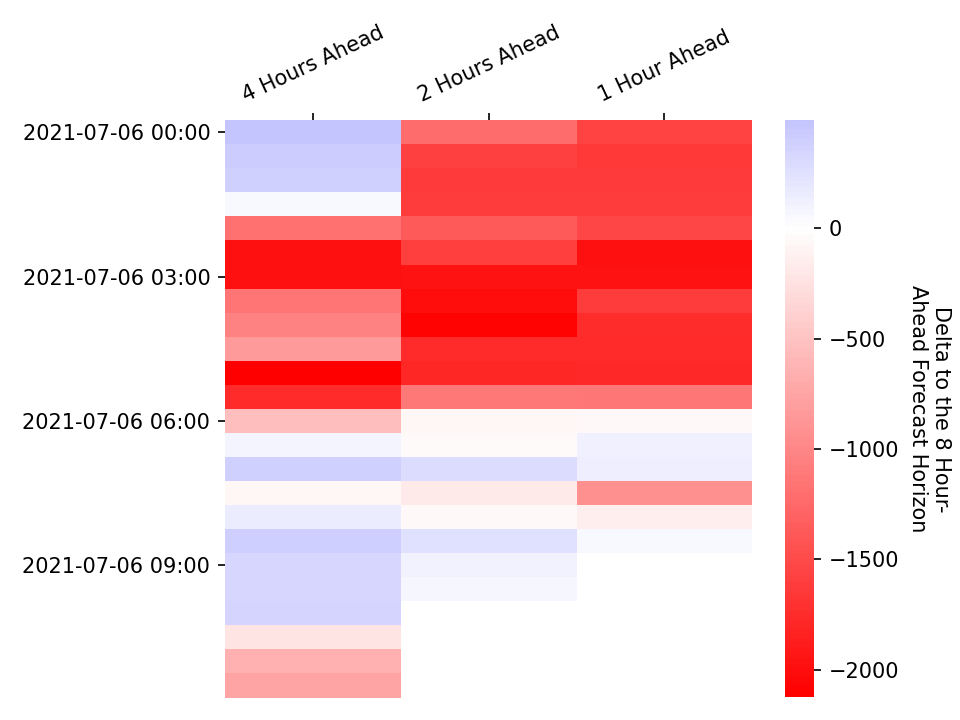 4 Hours Ahead
2 Hours Ahead
1 Hour Ahead
2021-07-06 00:00
2021-07-06 03:00
2021-07-06 06:00
2021-07-06 09:00
0
−500
−1000
−1500
−2000
Delta to the 8 Hour-
Ahead Forecast Horizon